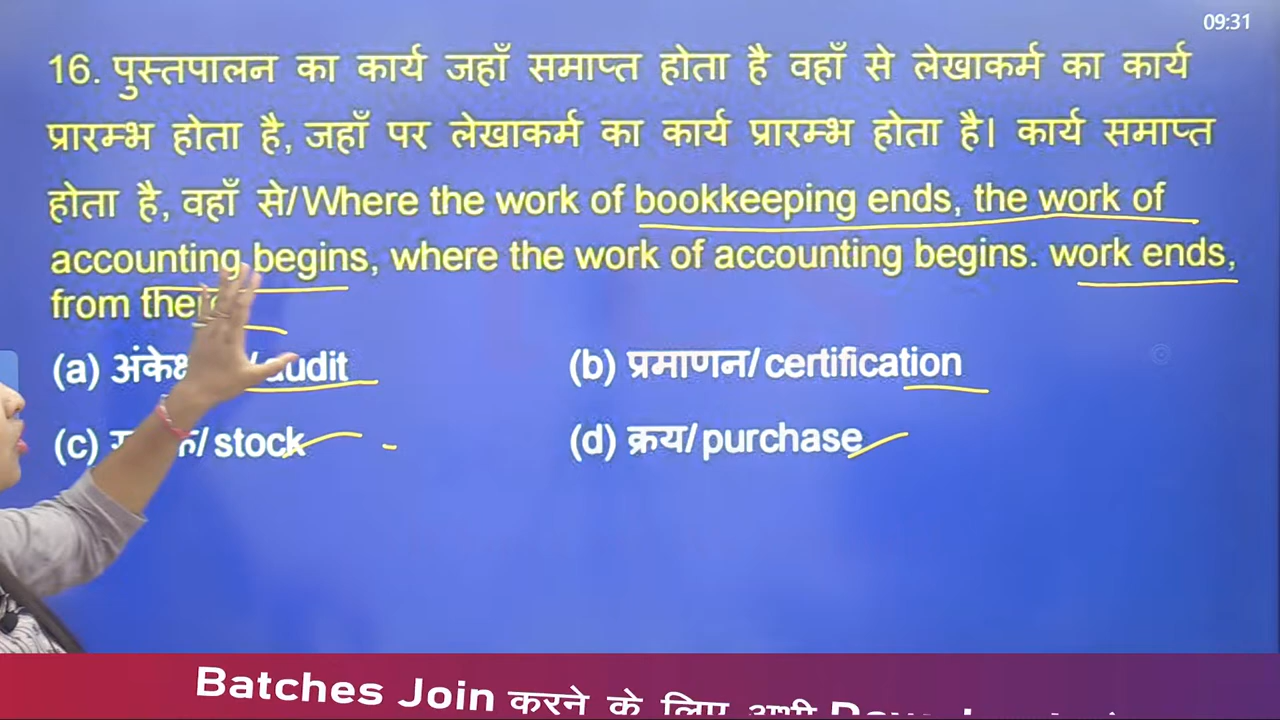 09:31
16. पुस्तपालन का कार्य जहाँ समाप्त होता है वहाँ से लेखाकर्म का कार्य
प्रारम्भ होता है, जहाँ पर लेखाकर्म का कार्य प्रारम्भ होता है। कार्य समाप्त
होता है, वहाँ से/Where the work of bookkeeping ends, the work of
accounting begins, where the work of accounting begins. work ends,
from
(a) audit
(b) प्रमाणन/certification
(c) / stock
(d) क्रय/purchase
Batches Join करने के लिए अभी